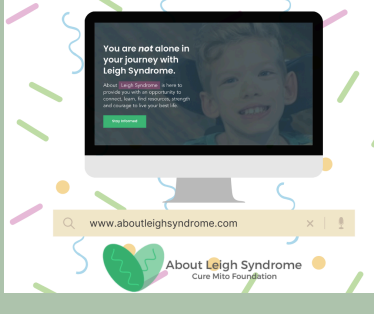 You are not alone in
your journey with
Leigh Syndrome.
About Leigh Syndrome is here to
provide you with an opportunity to
connect, learn, find resources, strength
and courage to live your best life.
Stay Informed
www.aboutleighsyndrome.com
About Leigh Syndrome
Cure Mito Foundation